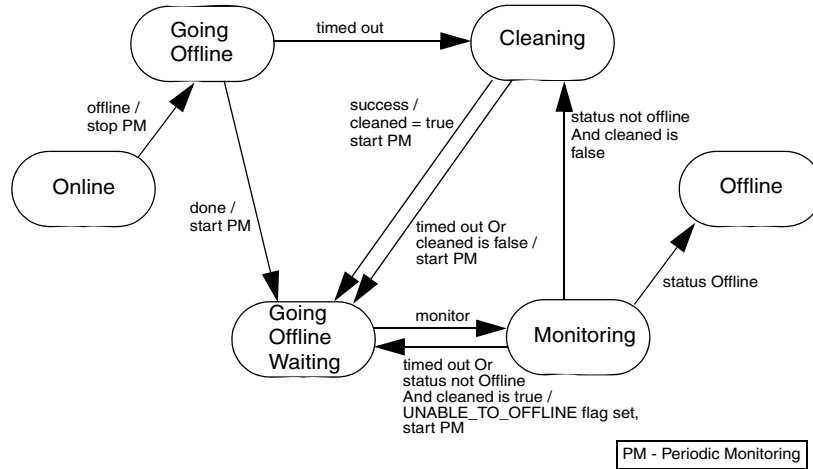 Going
Offline
timed out
Cleaning
offline /
stop PM
success /
cleaned = true
start PM
status not offline
And cleaned is
false
Online
Offline
done /
start PM
timed out Or
cleaned is false /
start PM
status Offline
Going
Offline
Waiting
monitor
Monitoring
timed out Or
status not Offline
And cleaned is true /
UNABLE_TO_OFFLINE flag set,
start PM
PM - Periodic Monitoring